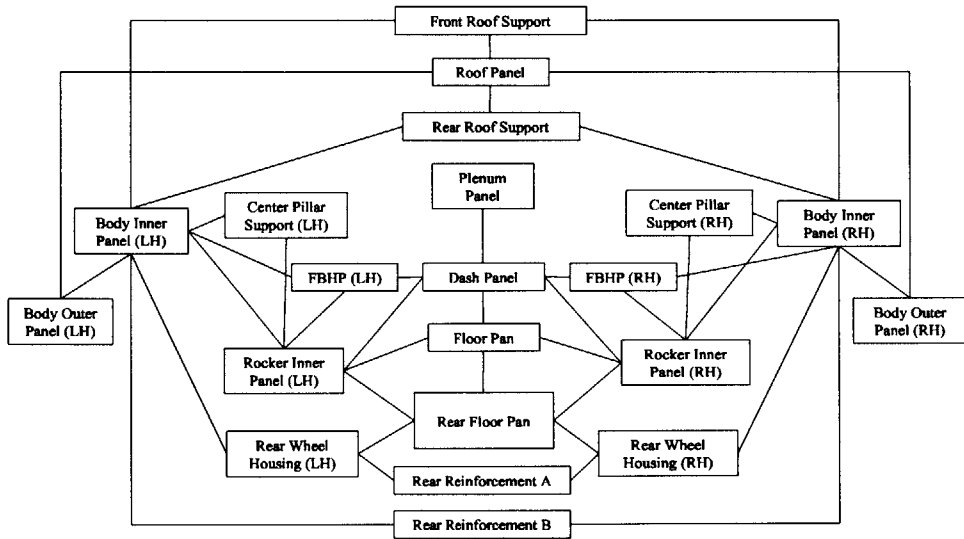 Front Roof Support
Roof Panel
Rear Roof Support
Plenum
Panel
Center Pillar
Support (LH)
Center Pillar
Support (RH)
Body Inner
Panel (LH)
Body Inner
Panel (RH)
FBHP (LH)
Dash Panel
FBHP (RH)
Body Outer
Panel (LH)
Body Outer
Panel (RH)
Floor Pan
Rocker Inner
Panel (LH)
Rocker Inner
Panel (RH)
Rear Floor Pan
Rear Wheel
Housing (LH)
Rear Wheel
Housing (RH)
Rear Reinforcement A
Rear Reinforcement B